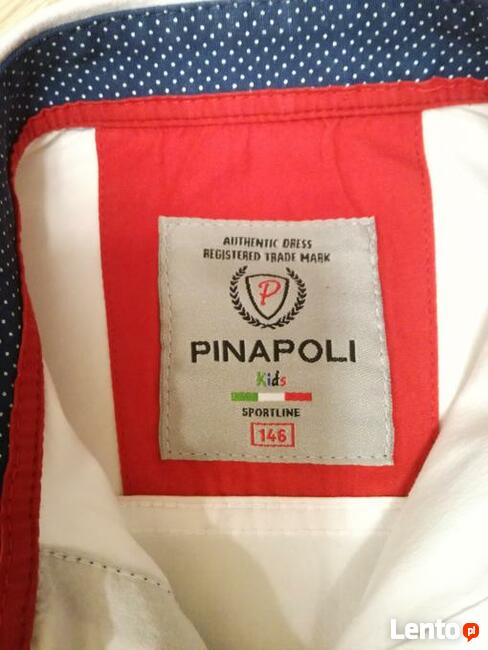 AUTHENTIC DRESS
REGISTERED TRADE MARK
P
PINAPOLI
Kids
SPORTLINE
146
Lento.pl